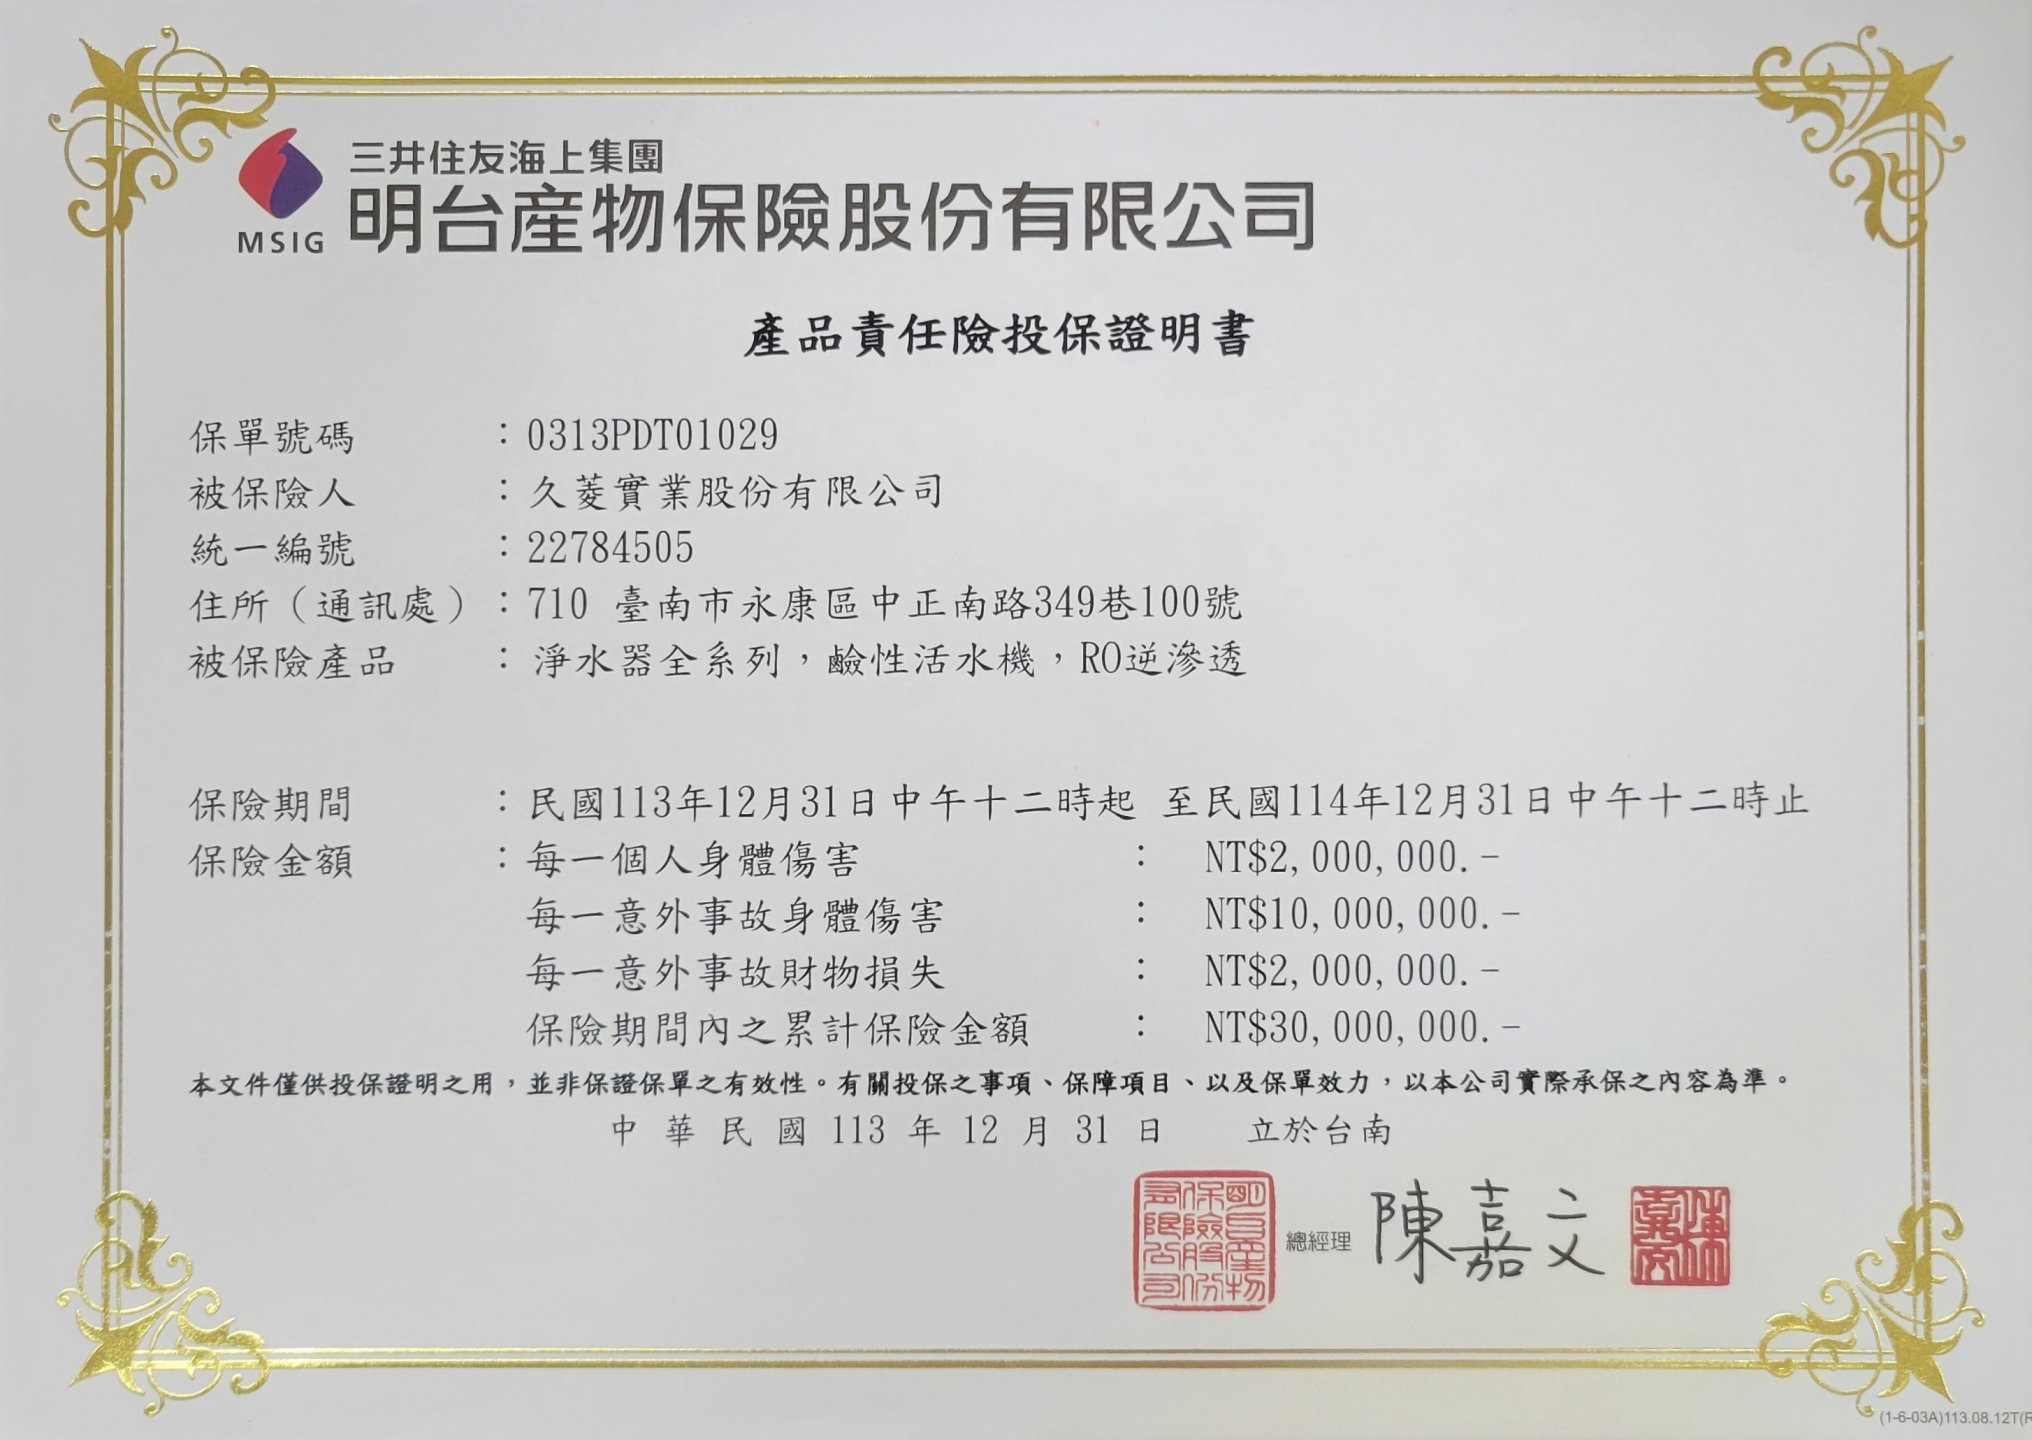 三井住友海上集團
MSIG 明台產物保險股份有限公司
產品責任險投保證明書
保單號碼 ：0313PDT01029
被保險人 ：久菱實業股份有限公司
統一編號 ：22784505
住所（通訊處）：710 臺南市永康區中正南路349巷100號
被保險產品 ：淨水器全系列，鹼性活水機，RO逆滲透
保險期間 ：民國113年12月31日中午十二時起 至民國114年12月31日中午十二時止
保險金額 ：每一個人身體傷害 ： NT$2,000,000.-
每一意外事故身體傷害 ： NT$10,000,000.-
每一意外事故財物損失 ： NT$2,000,000.-
保險期間內之累計保險金額 ： NT$30,000,000.-
本文件僅供投保證明之用，並非保證保單之有效性。有關投保之事項、保障項目、以及保單效力，以本公司實際承保之內容為準。
中 華 民 國 113 年 12 月 31 日 立於台南
明台產物保險股份有限公司
總經理 陳嘉文
(1-6-03A)113.08.12T(R